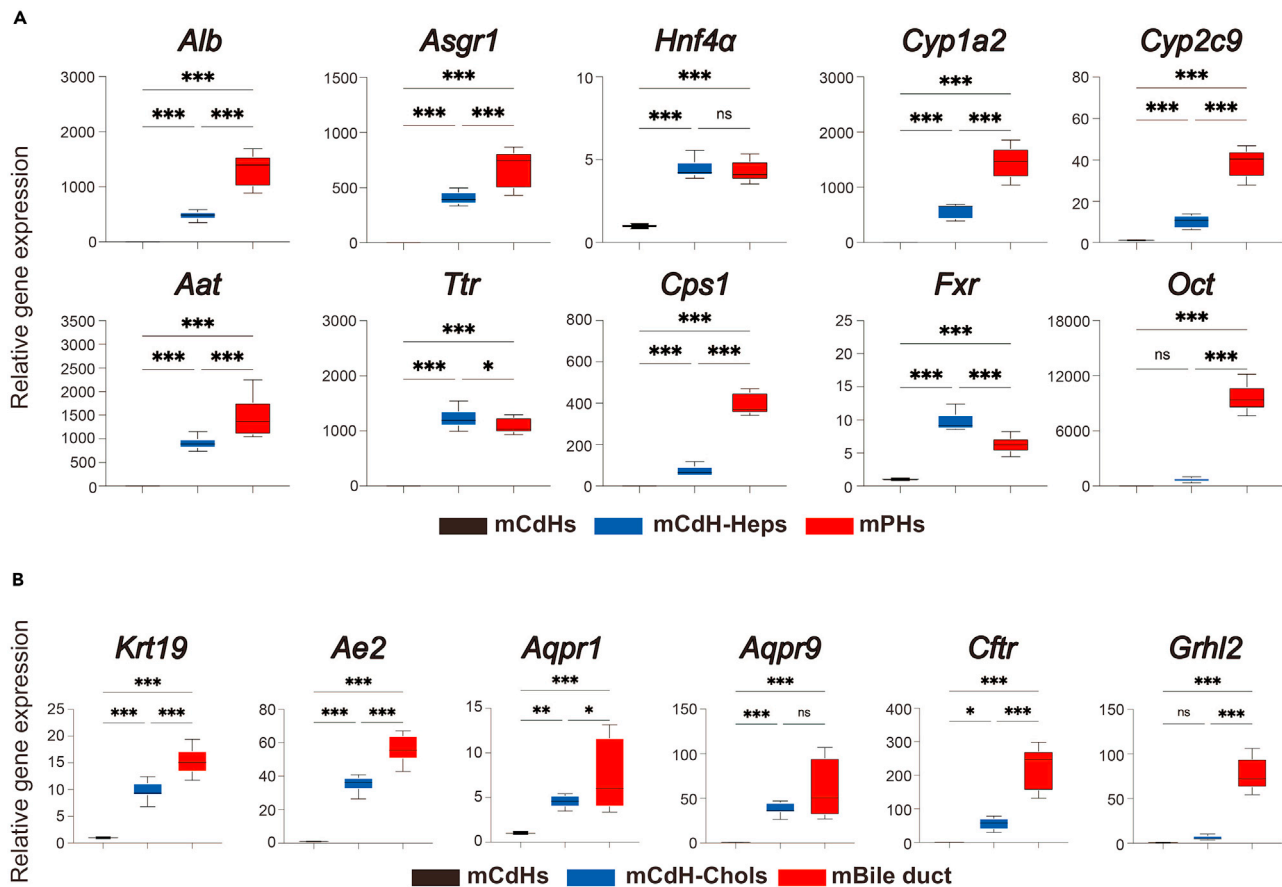 A
Alb Asgr1 Hnf4α Cyp1a2 Cyp2c9
Relative gene expression
3000 2000 1000 0 *** *** ***
1500 1000 500 0 *** *** ***
10 5 0 *** *** ns
3000 2000 1000 0 *** *** ***
80 60 40 20 0 *** *** ***
Aat Ttr Cps1 Fxr Oct
3500 3000 2500 2000 1500 1000 500 0 *** *** ***
3000 2000 1000 0 *** *** *
800 600 400 200 0 *** *** ***
25 20 15 10 5 0 *** *** ***
18000 12000 6000 0 *** ns ***
mCdHs mCdH-Heps mPHs
B
Krt19 Ae2 Aqpr1 Aqpr9 Cftr Grhl2
Relative gene expression
25 20 15 10 5 0 *** *** ***
80 60 40 20 0 *** *** ***
15 10 5 0 *** ** *
150 100 50 0 *** *** ns
400 300 200 100 0 *** * ***
150 100 50 0 *** ns ***
mCdHs mCdH-Chols mBile duct